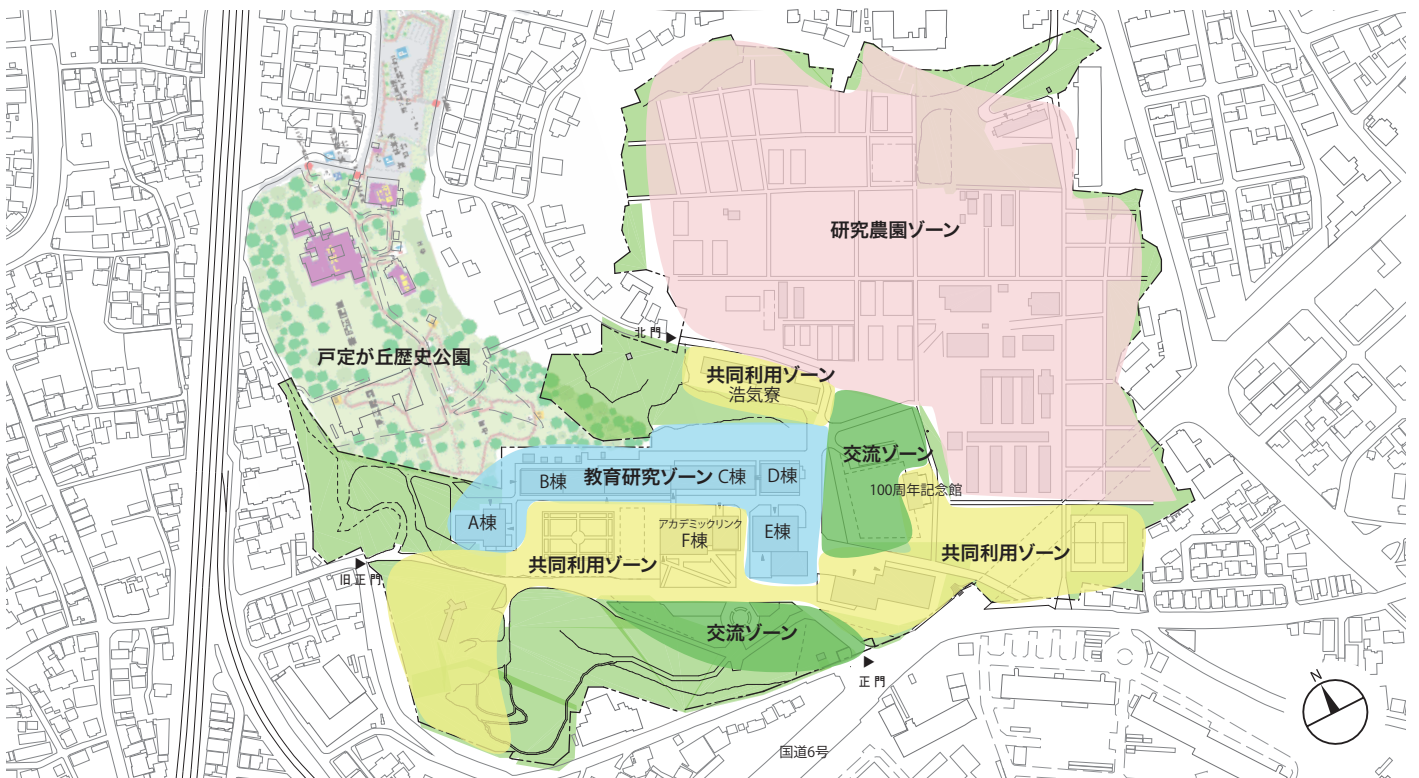 研究農園ゾーン
北 門
戸定が丘歴史公園
共同利用ゾーン
浩気寮
交流ゾーン
100周年記念館
B棟
教育研究ゾーン
C棟
D棟
A棟
アカデミックリンク
F棟
E棟
共同利用ゾーン
共同利用ゾーン
旧 正 門
交流ゾーン
正 門
N
国道6号